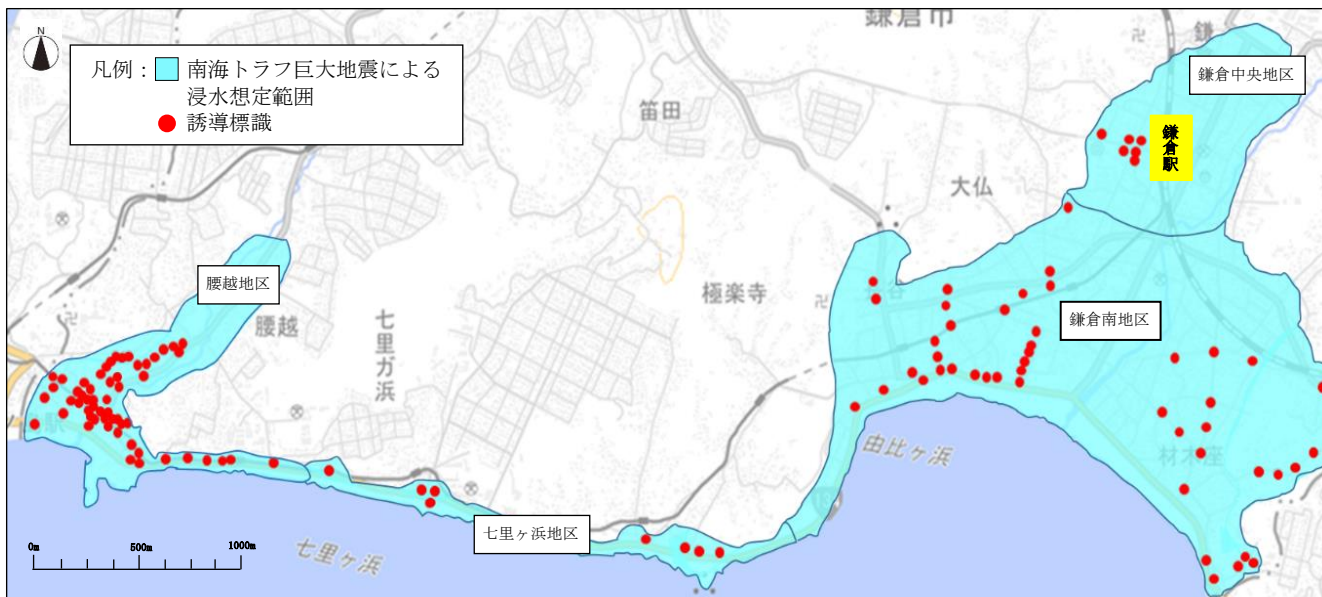 鎌倉市
N
凡例：
南海トラフ巨大地震による
浸水想定範囲
誘導標識
鎌倉中央地区
鎌倉駅
笛田
大仏
腰越地区
極楽寺
腰越
七里ガ浜
鎌倉南地区
由比ヶ浜
材木座
七里ヶ浜地区
七里ヶ浜
0m
500m
1000m